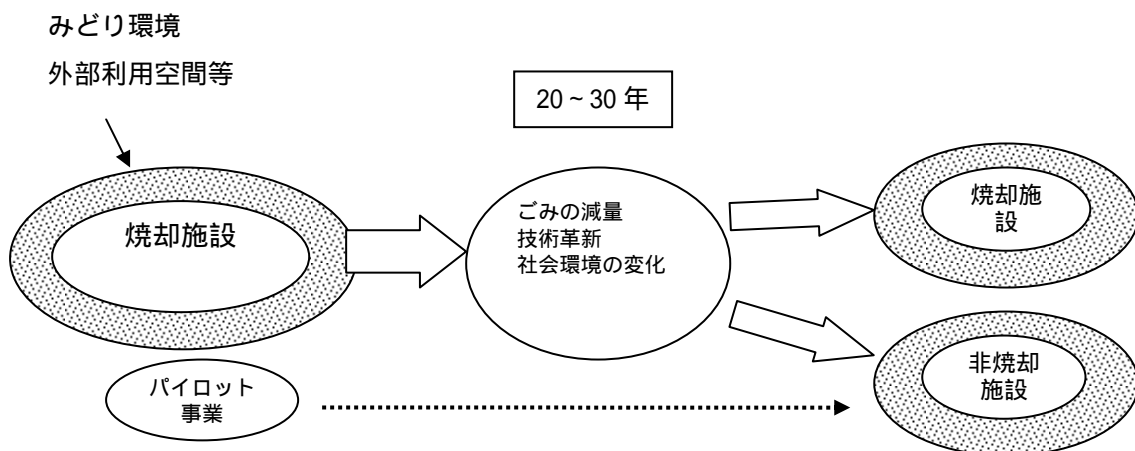 みどり環境
外部利用空間等
20~30 年
焼却施設
ごみの減量
技術革新
社会環境の変化
焼却施
設
パイロット
事業
非焼却
施設